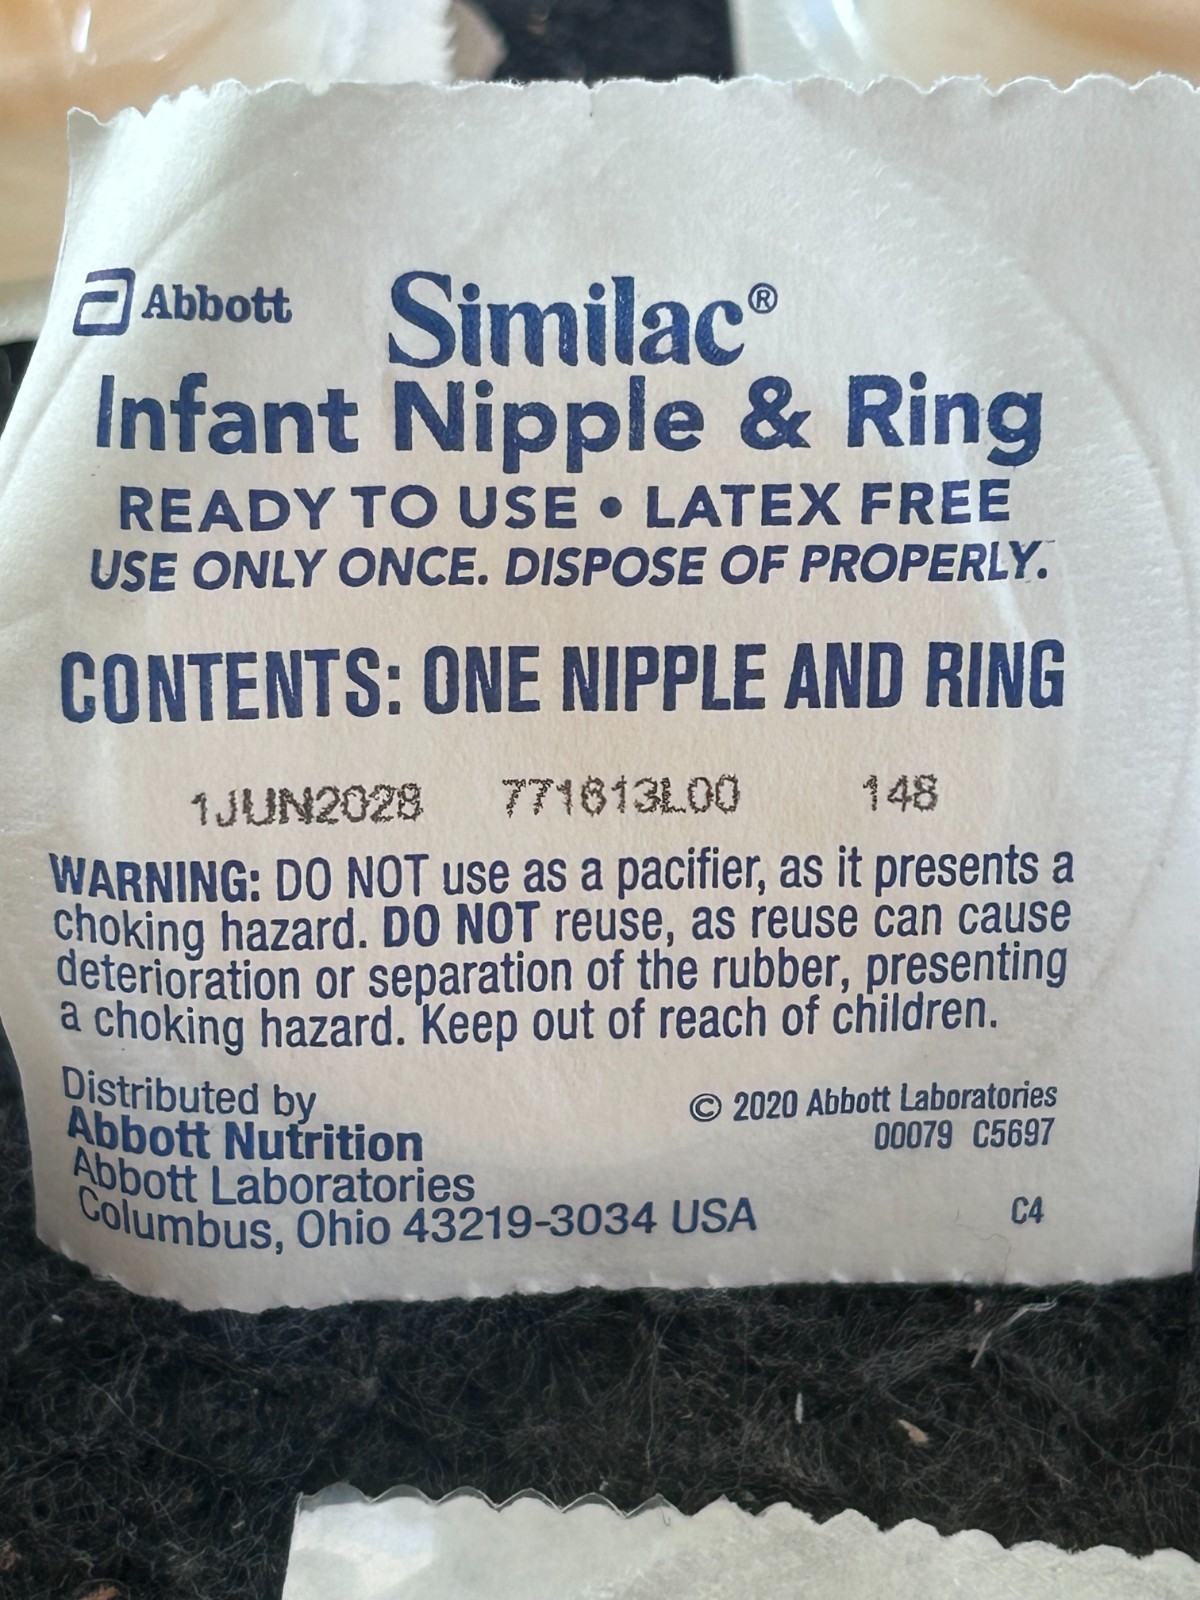 Abbott Similac®
Infant Nipple & Ring
READY TO USE • LATEX FREE
USE ONLY ONCE. DISPOSE OF PROPERLY.
CONTENTS: ONE NIPPLE AND RING
1JUN2028 771613L00 148
WARNING: DO NOT use as a pacifier, as it presents a
choking hazard. DO NOT reuse, as reuse can cause
deterioration or separation of the rubber, presenting
a choking hazard. Keep out of reach of children.
Distributed by
Abbott Nutrition
Abbott Laboratories
Columbus, Ohio 43219-3034 USA
© 2020 Abbott Laboratories
00079 C5697
C4